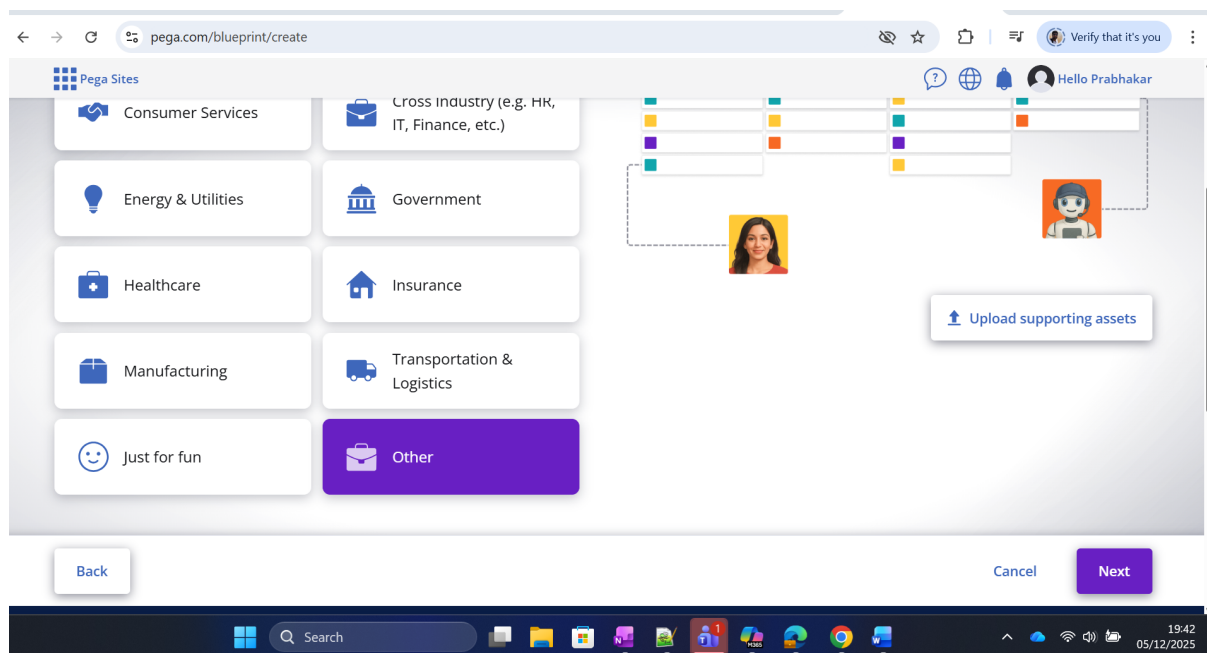 pega.com/blueprint/create
Verify that it's you
Pega Sites
?
Hello Prabhakar
Consumer Services
Cross Industry (e.g. HR,
IT, Finance, etc.)
Energy & Utilities
Government
Healthcare
Insurance
Upload supporting assets
Manufacturing
Transportation &
Logistics
Just for fun
Other
Back
Cancel
Next
Search
N
T
1
M365
W
19:42
05/12/2025